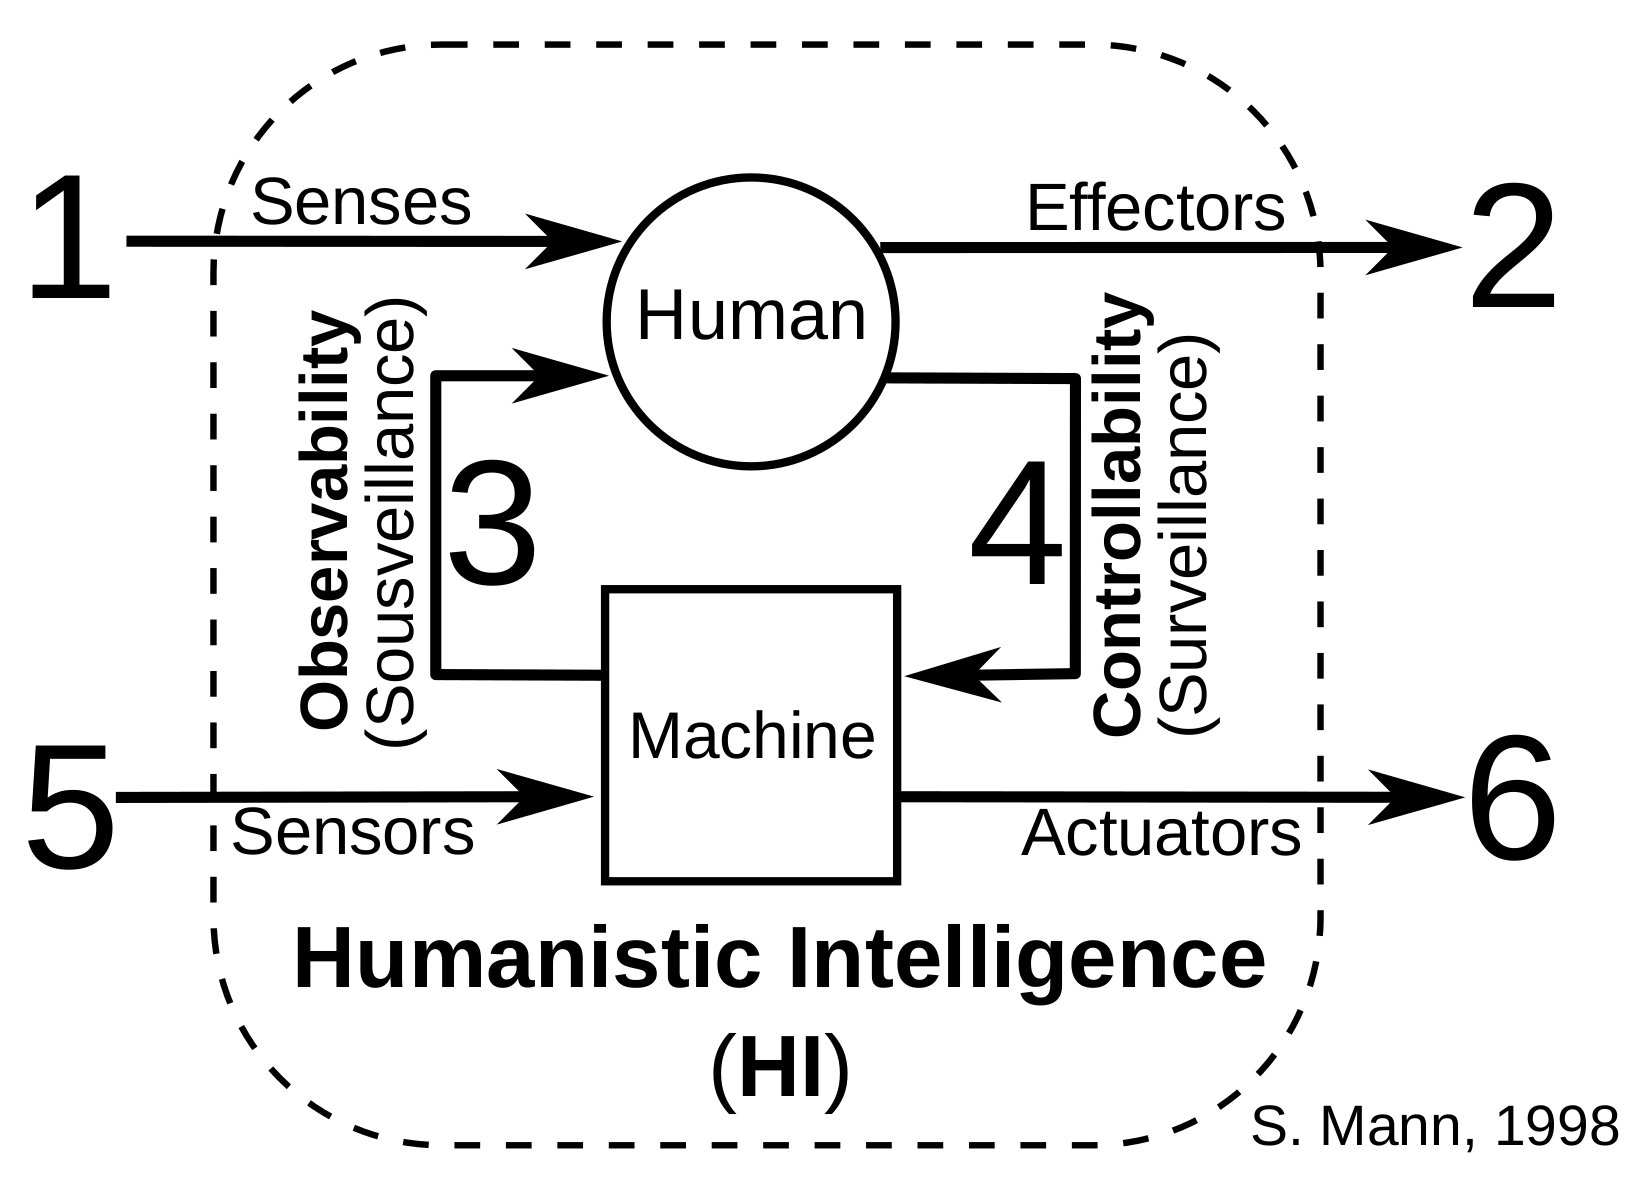 1
Senses
Effectors
2
Human
Observability
(Sousveillance)
3
4
Controllability
(Surveillance)
Machine
5
Sensors
Actuators
6
Humanistic Intelligence
(HI)
S. Mann, 1998